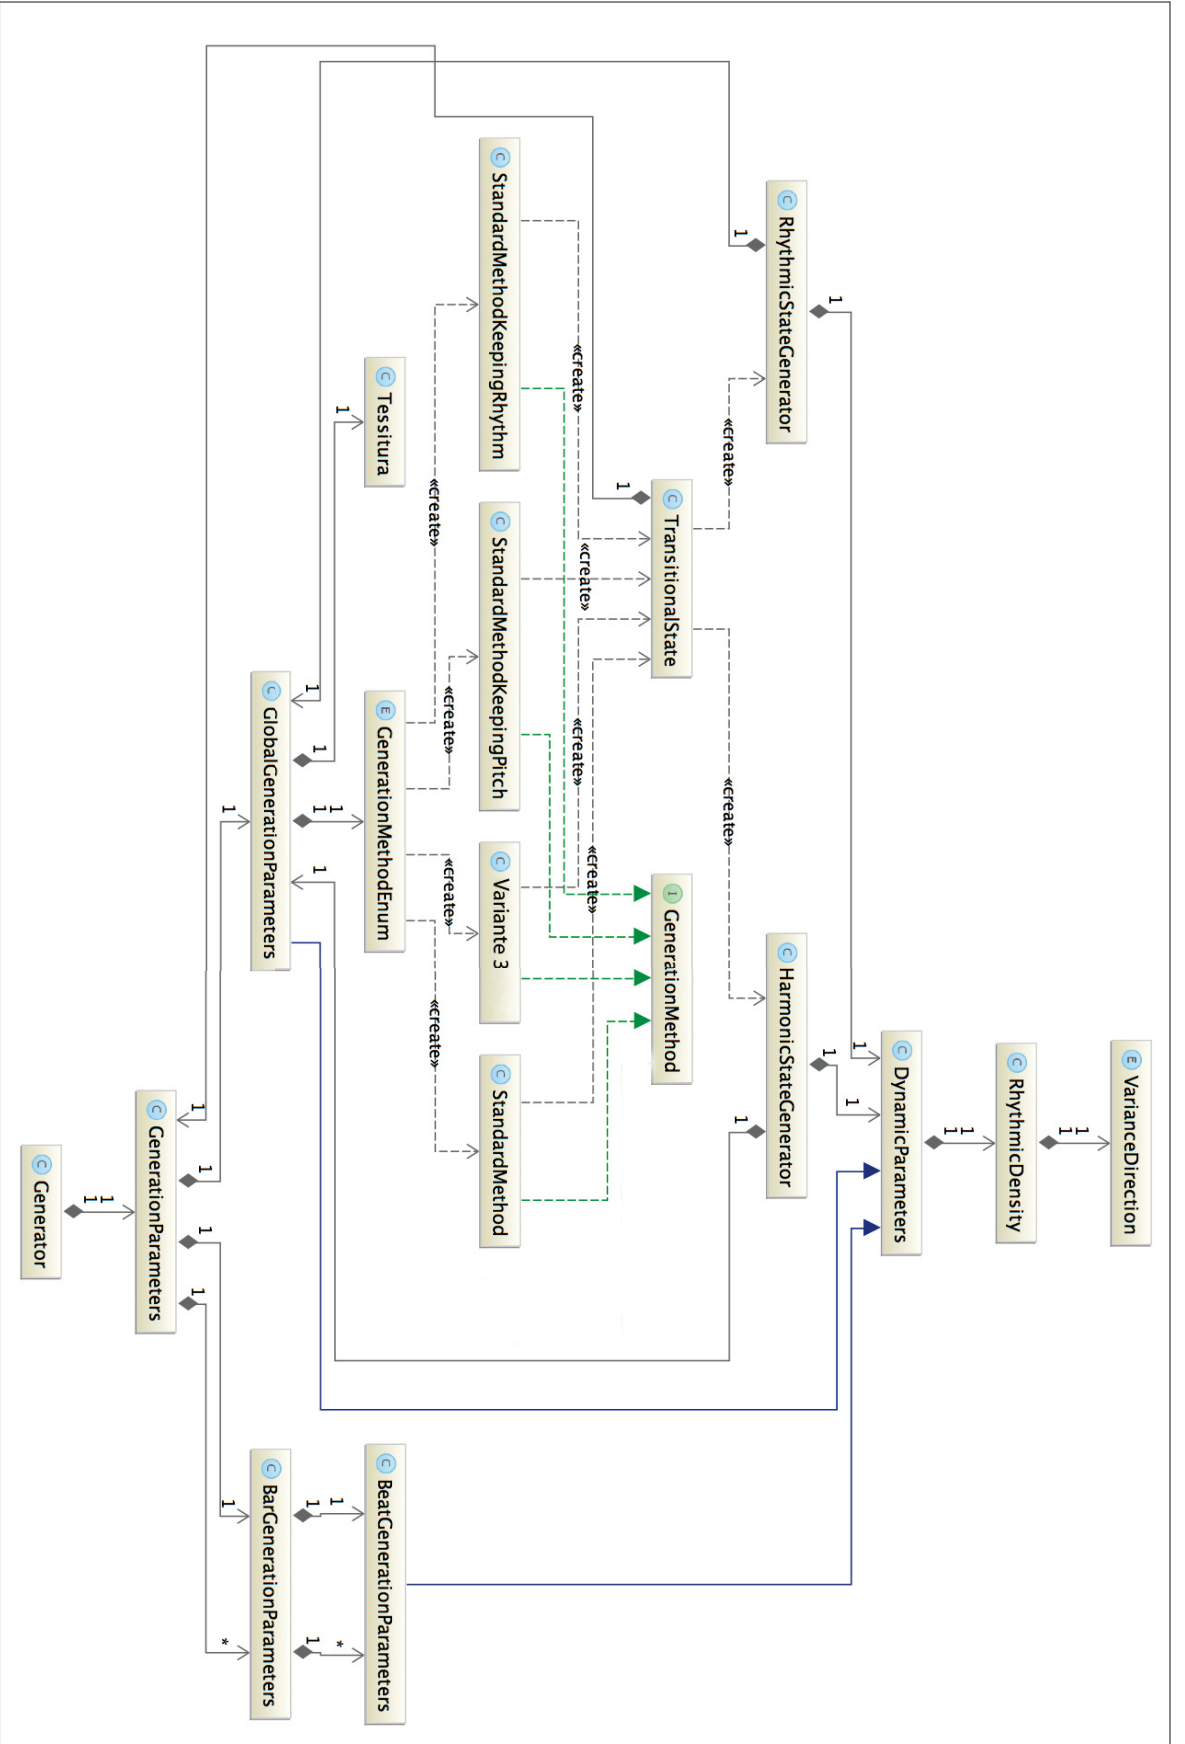 E VarianceDirection
1
1
C RhythmicDensity
1
1
C DynamicParameters
1
1
1
1
C RhythmicStateGenerator
C HarmonicStateGenerator
1
«create»
«create»
1
C TransitionalState
I GenerationMethod
1
«create»
«create»
«create»
«create»
C StandardMethodKeepingRhythm
C StandardMethodKeepingPitch
C Variante 3
C StandardMethod
«create»
«create»
«create»
«create»
C Tessitura
E GenerationMethodEnum
C BeatGenerationParameters
1
1
1
*
1
1
1
1
1
1
C GlobalGenerationParameters
C BarGenerationParameters
1
1
*
1
1
1
1
C GenerationParameters
1
1
C Generator